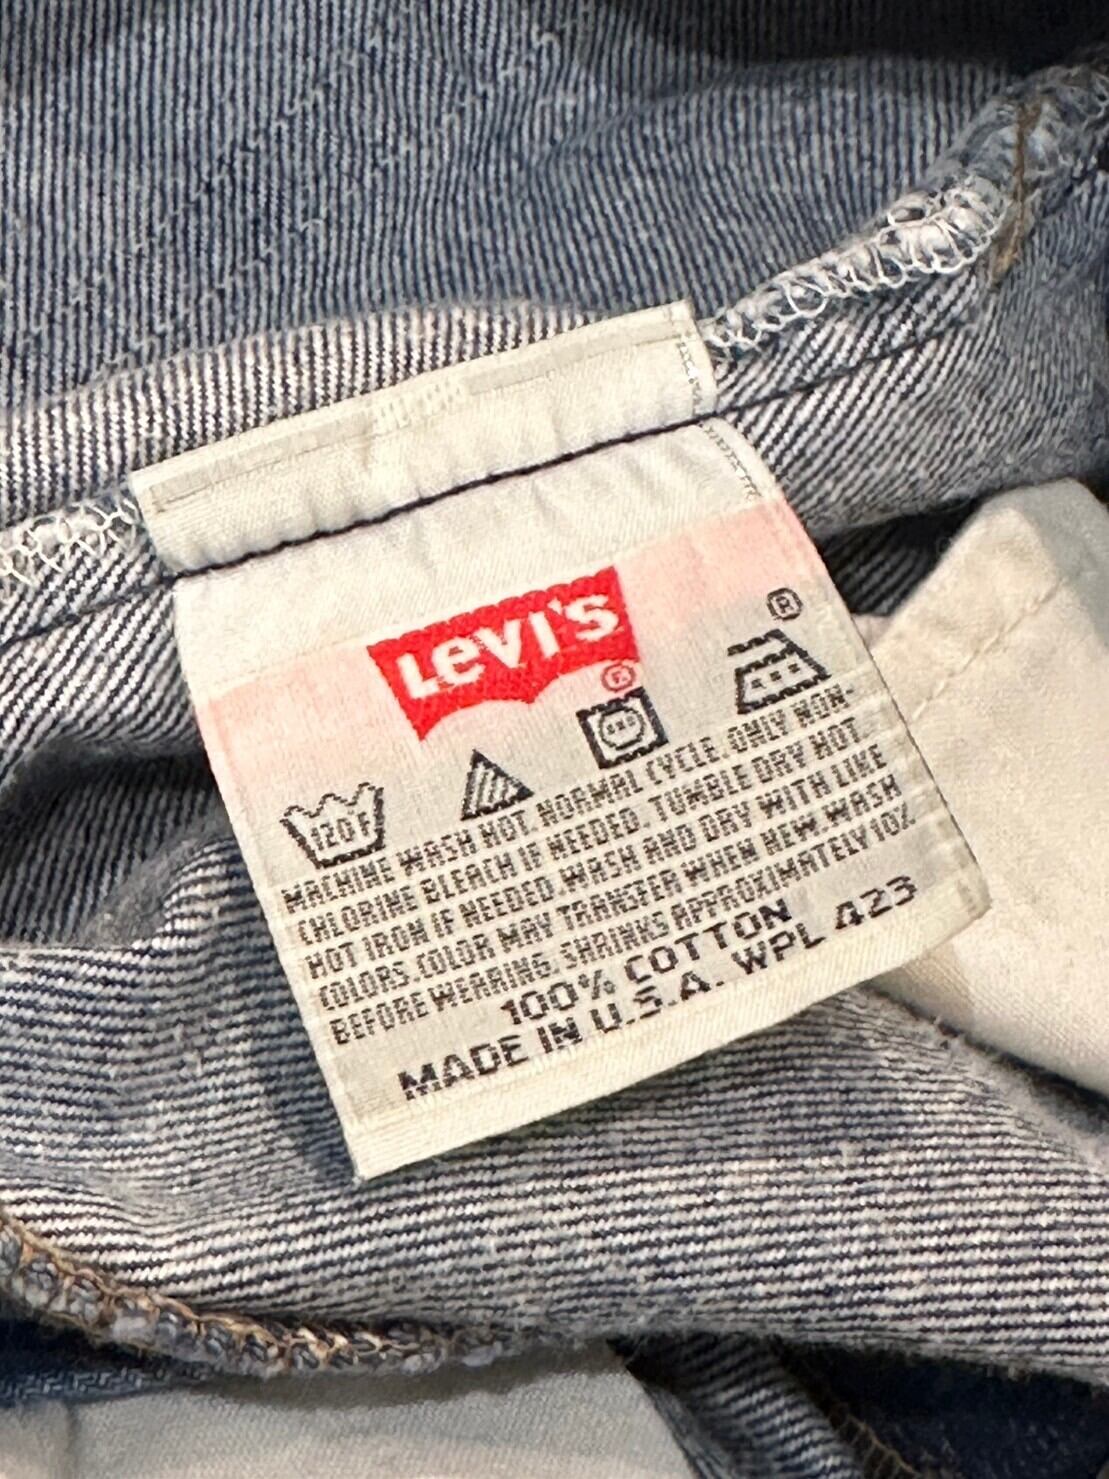 Levi's
®
®
120F
MACHINE WASH HOT. NORMAL CYCLE. ONLY NON-
CHLORINE BLEACH IF NEEDED. TUMBLE DRY HOT.
HOT IRON IF NEEDED. WASH AND DRY WITH LIKE
COLORS. COLOR MAY TRANSFER WHEN NEW. WASH
BEFORE WEARING. SHRINKS APPROXIMATELY 10%
100% COTTON
MADE IN U.S.A. WPL 423